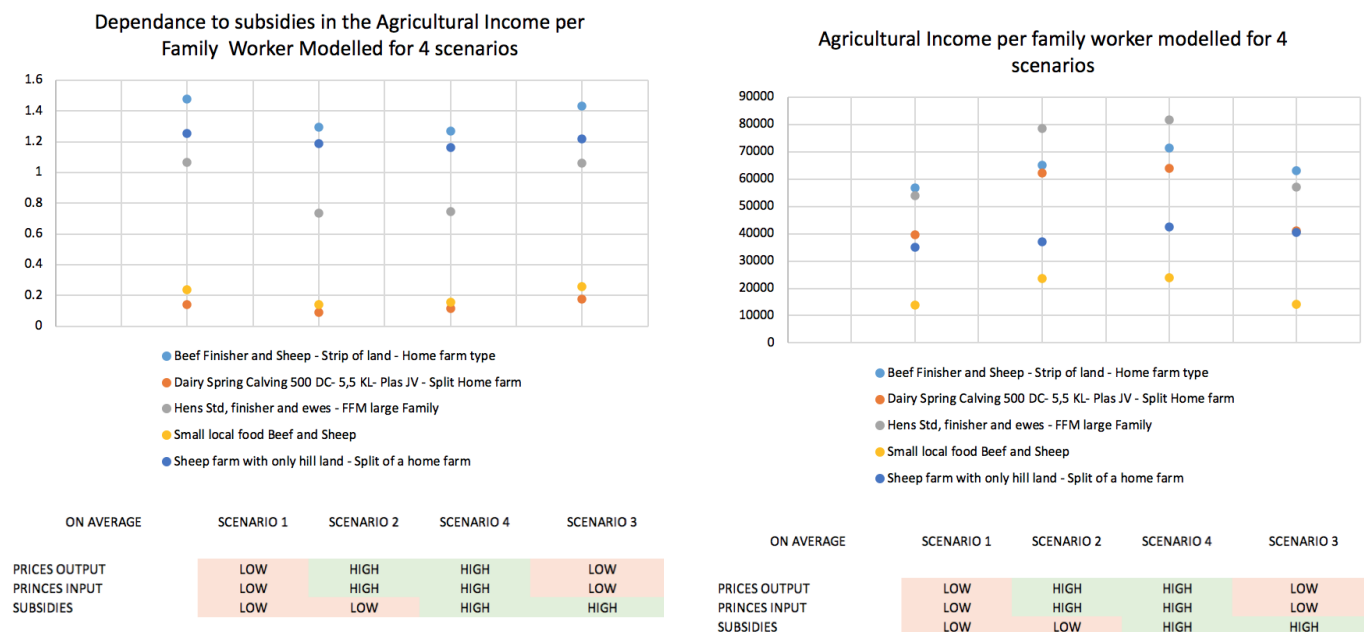 Dependance to subsidies in the Agricultural Income per
Family Worker Modelled for 4 scenarios
1.6
1.4
1.2
1
0.8
0.6
0.4
0.2
0
Beef Finisher and Sheep - Strip of land - Home farm type
Dairy Spring Calving 500 DC- 5,5 KL- Plas JV - Split Home farm
Hens Std, finisher and ewes - FFM large Family
Small local food Beef and Sheep
Sheep farm with only hill land - Split of a home farm
ON AVERAGE SCENARIO 1 SCENARIO 2 SCENARIO 4 SCENARIO 3
PRICES OUTPUT LOW HIGH HIGH LOW
PRINCES INPUT LOW HIGH HIGH LOW
SUBSIDIES LOW LOW HIGH HIGH
Agricultural Income per family worker modelled for 4
scenarios
90000
80000
70000
60000
50000
40000
30000
20000
10000
0
Beef Finisher and Sheep - Strip of land - Home farm type
Dairy Spring Calving 500 DC- 5,5 KL- Plas JV - Split Home farm
Hens Std, finisher and ewes - FFM large Family
Small local food Beef and Sheep
Sheep farm with only hill land - Split of a home farm
ON AVERAGE SCENARIO 1 SCENARIO 2 SCENARIO 4 SCENARIO 3
PRICES OUTPUT LOW HIGH HIGH LOW
PRINCES INPUT LOW HIGH HIGH LOW
SUBSIDIES LOW LOW HIGH HIGH